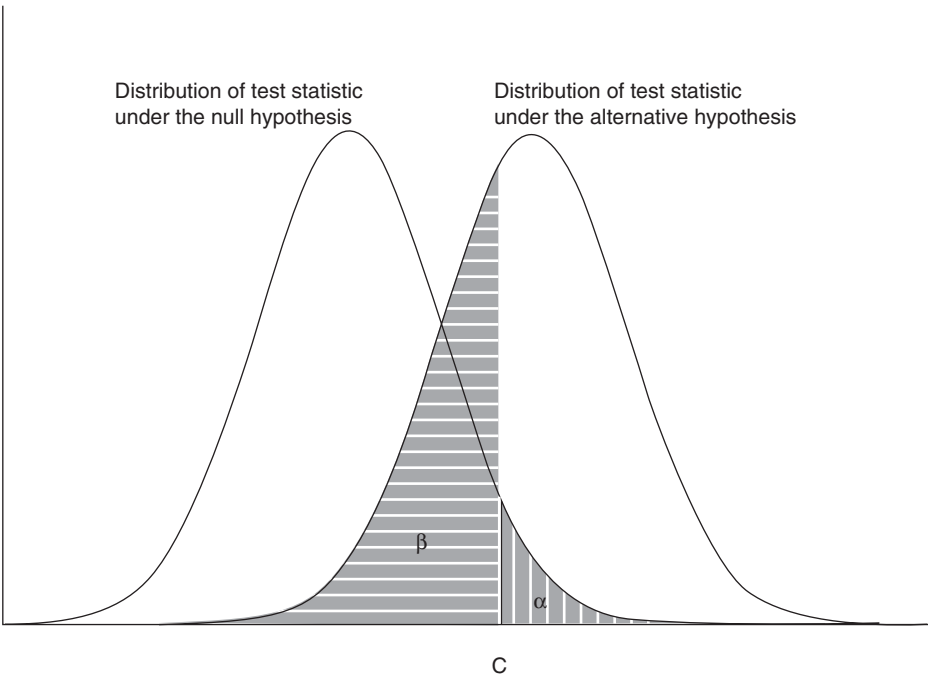 Distribution of test statistic
under the null hypothesis
Distribution of test statistic
under the alternative hypothesis
β
α
C